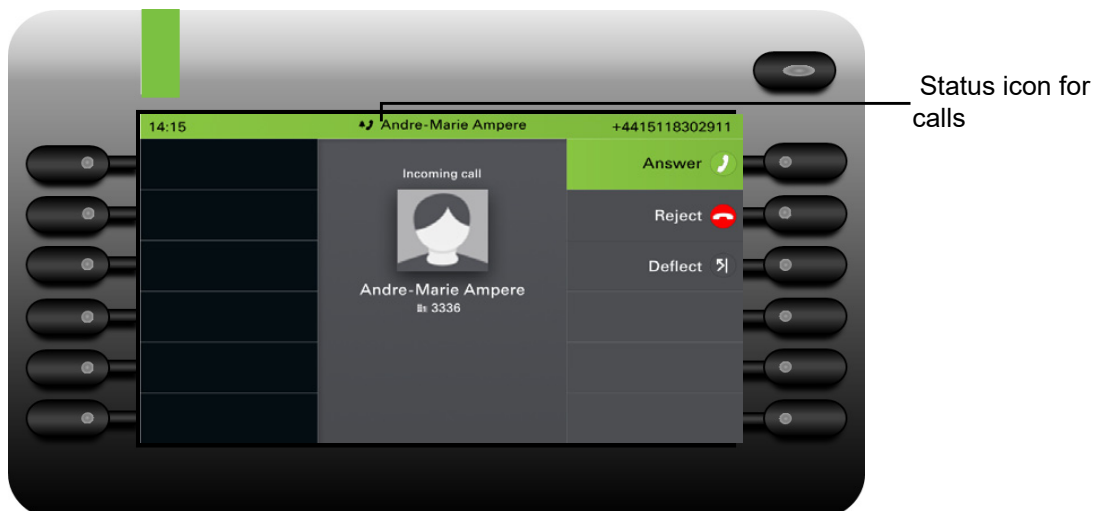 Status icon for
calls
14:15 Andre-Marie Ampere +4415118302911
Incoming call
Andre-Marie Ampere
3336
Answer
Reject
Deflect